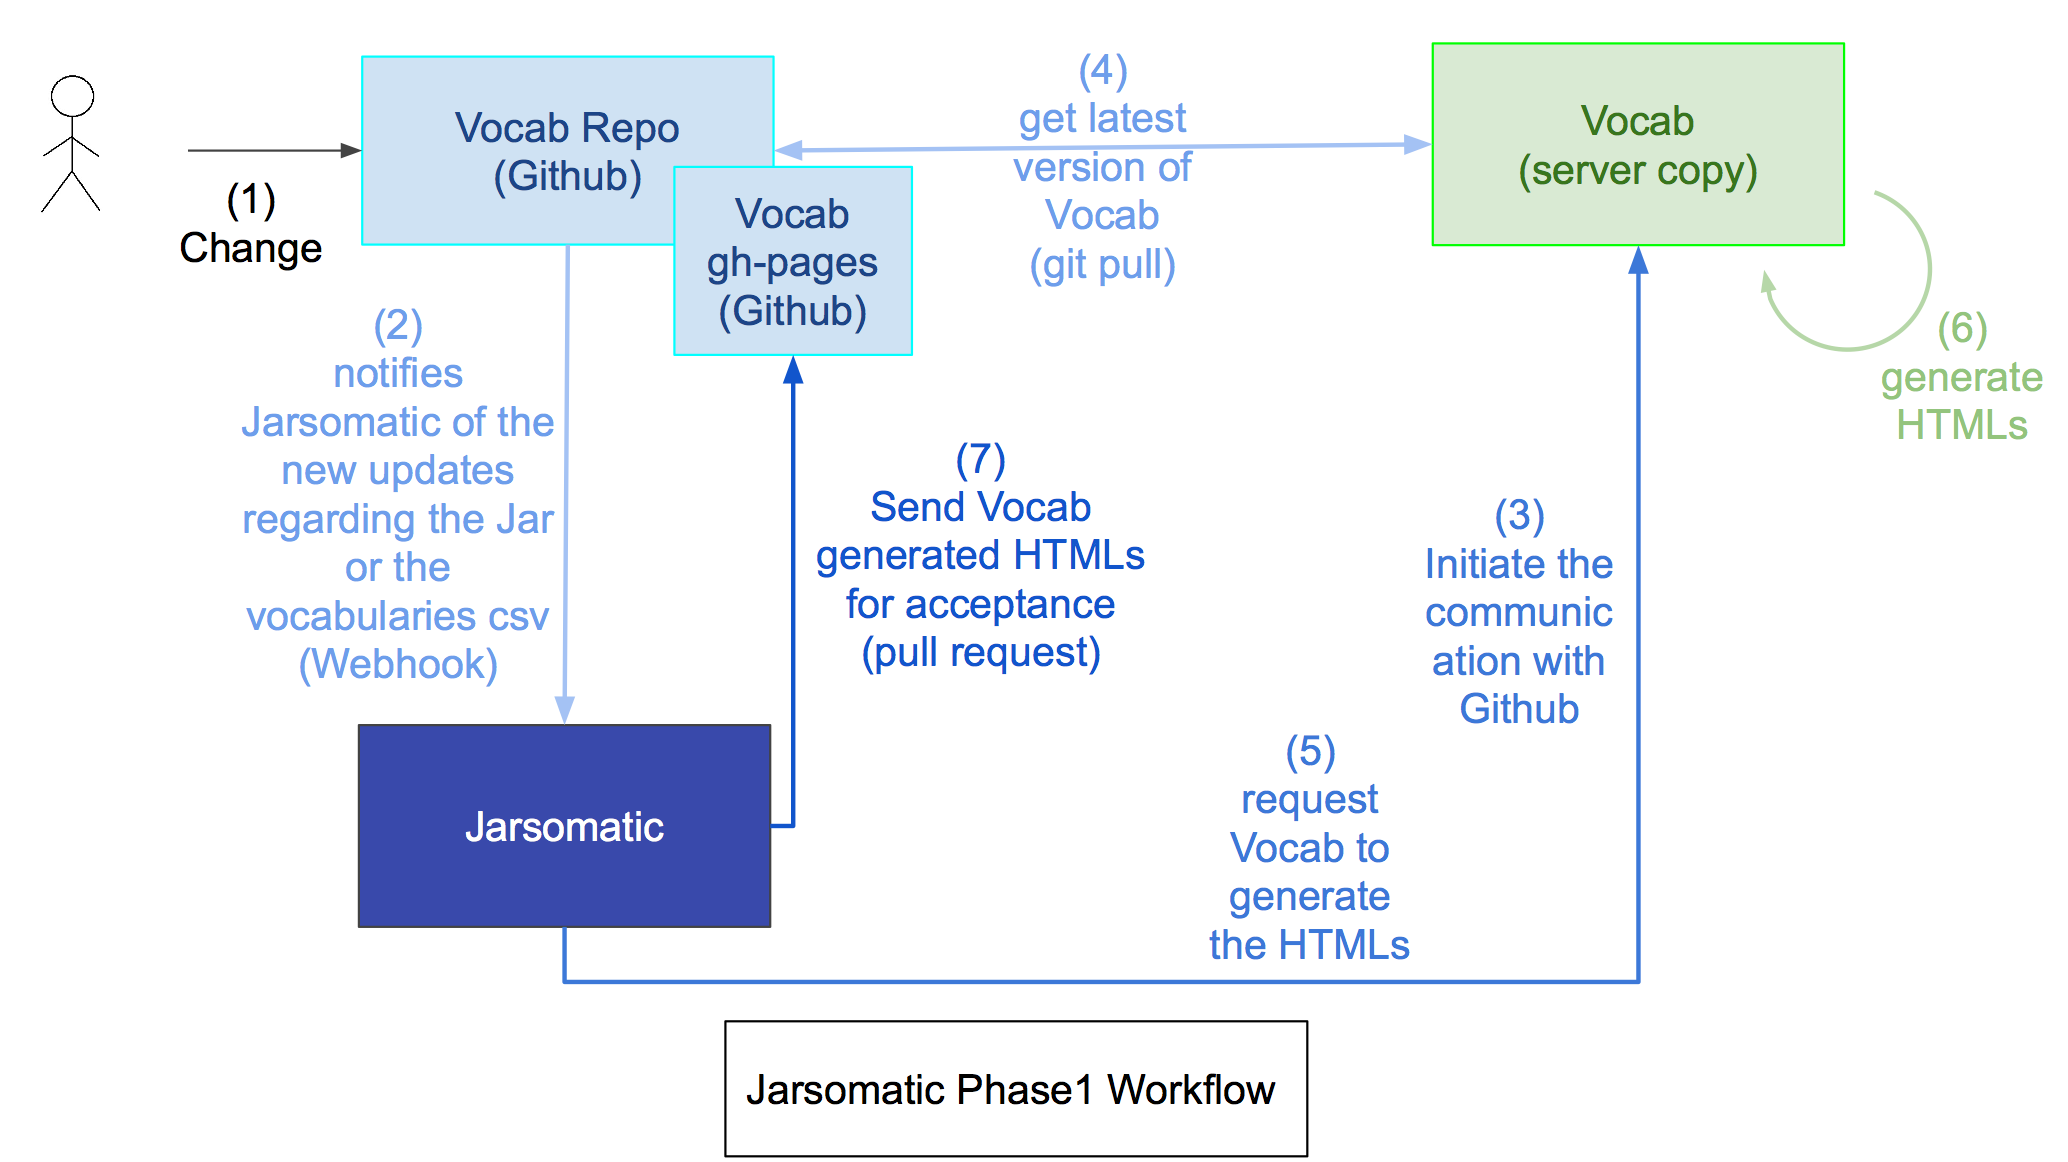 Vocab Repo
(Github)
Vocab
gh-pages
(Github)
(1)
Change
(4)
get latest
version of
Vocab
(git pull)
Vocab
(server copy)
(6)
generate
HTMLs
(2)
notifies
Jarsomatic of the
new updates
regarding the Jar
or the
vocabularies csv
(Webhook)
(7)
Send Vocab
generated HTMLs
for acceptance
(pull request)
(3)
Initiate the
communic
ation with
Github
(5)
request
Vocab to
generate
the HTMLs
Jarsomatic
Jarsomatic Phase1 Workflow